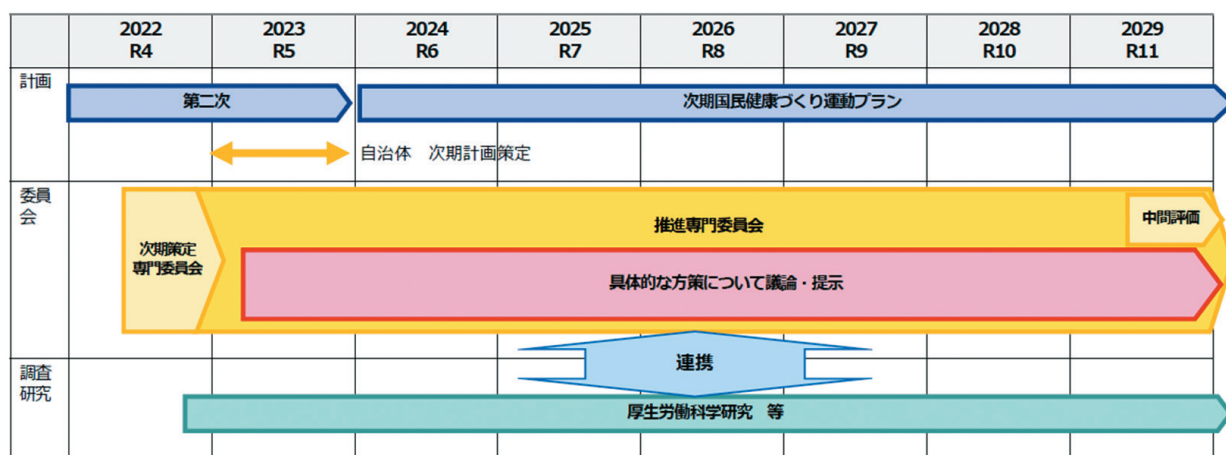 2022 2023 2024 2025 2026 2027 2028 2029
R4 R5 R6 R7 R8 R9 R10 R11
計画
第二次
次期国民健康づくり運動プラン
自治体 次期計画策定
委員
会
次期策定
専門委員会
推進専門委員会
中間評価
具体的な方策について議論・提示
連携
調査
研究
厚生労働科学研究 等